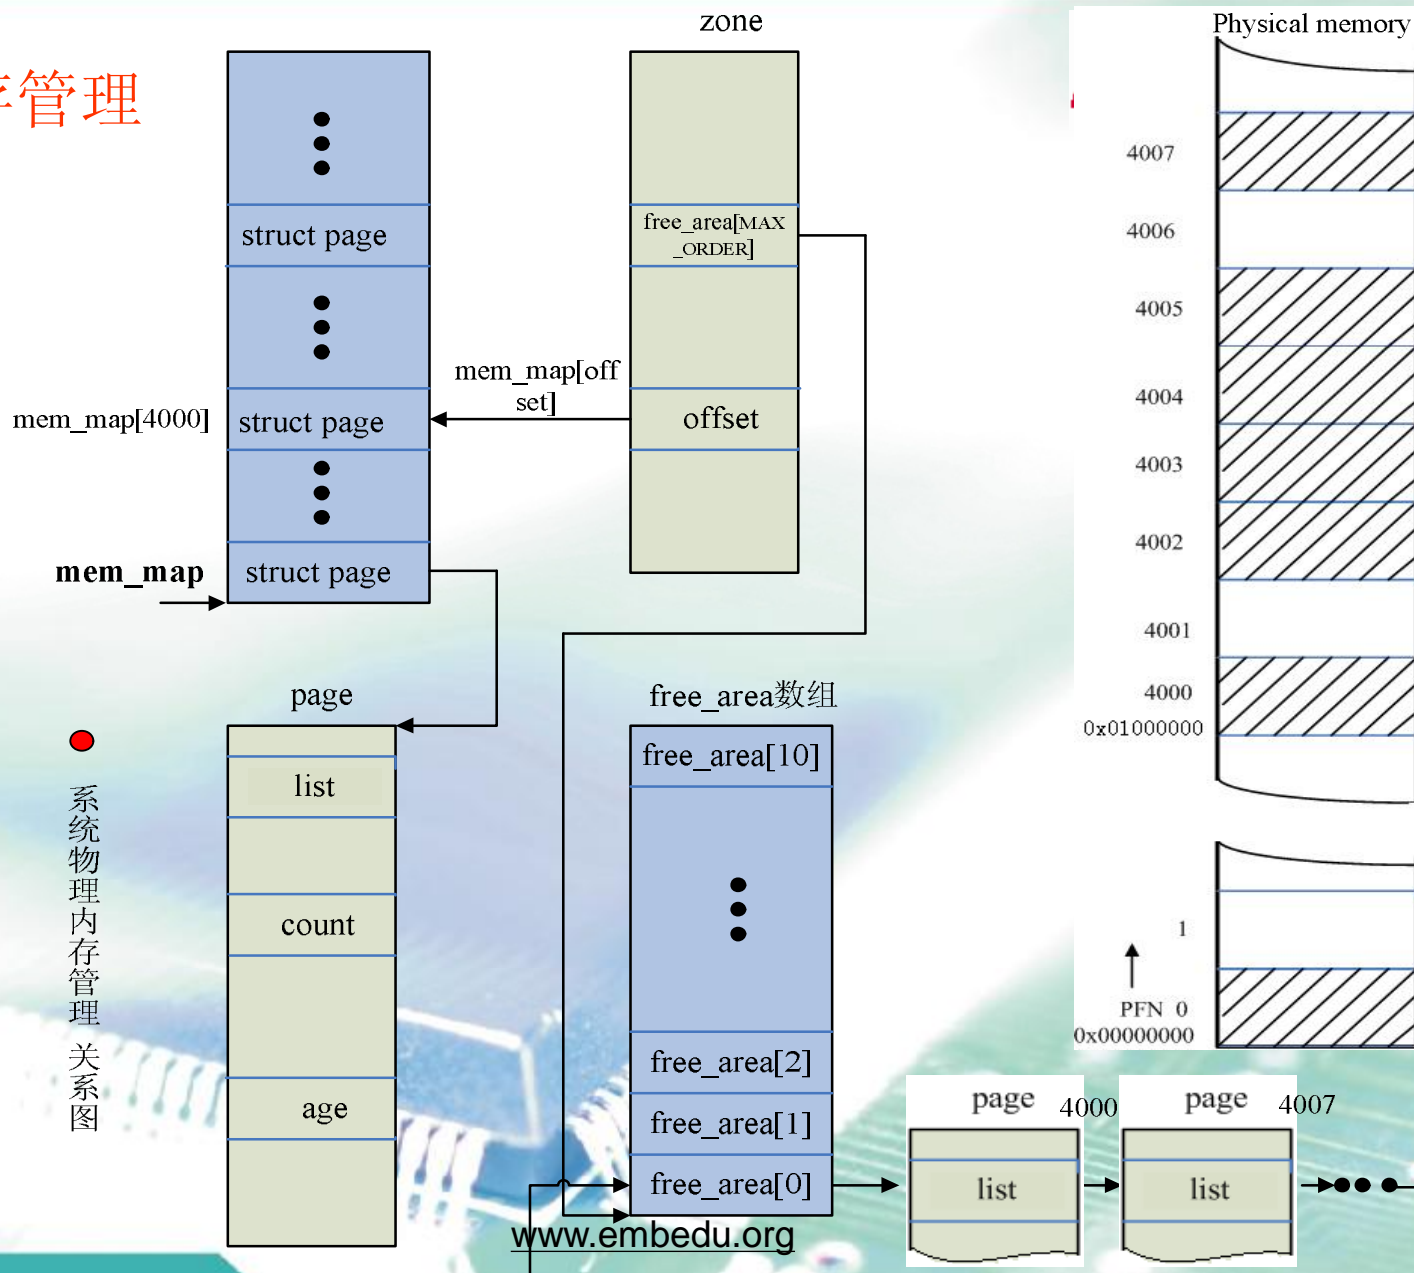 zone
Physical memory
存管理
struct page
free_area[MAX
_ORDER]
mem_map[off
set]
mem_map[4000]
struct page
offset
mem_map
struct page
4007
4006
4005
4004
4003
4002
4001
4000
0x01000000
1
PFN 0
0x00000000
page
list
count
age
系统物理内存管理 关系图
free_area数组
free_area[10]
free_area[2]
free_area[1]
free_area[0]
page 4000
list
page 4007
list
www.embedu.org